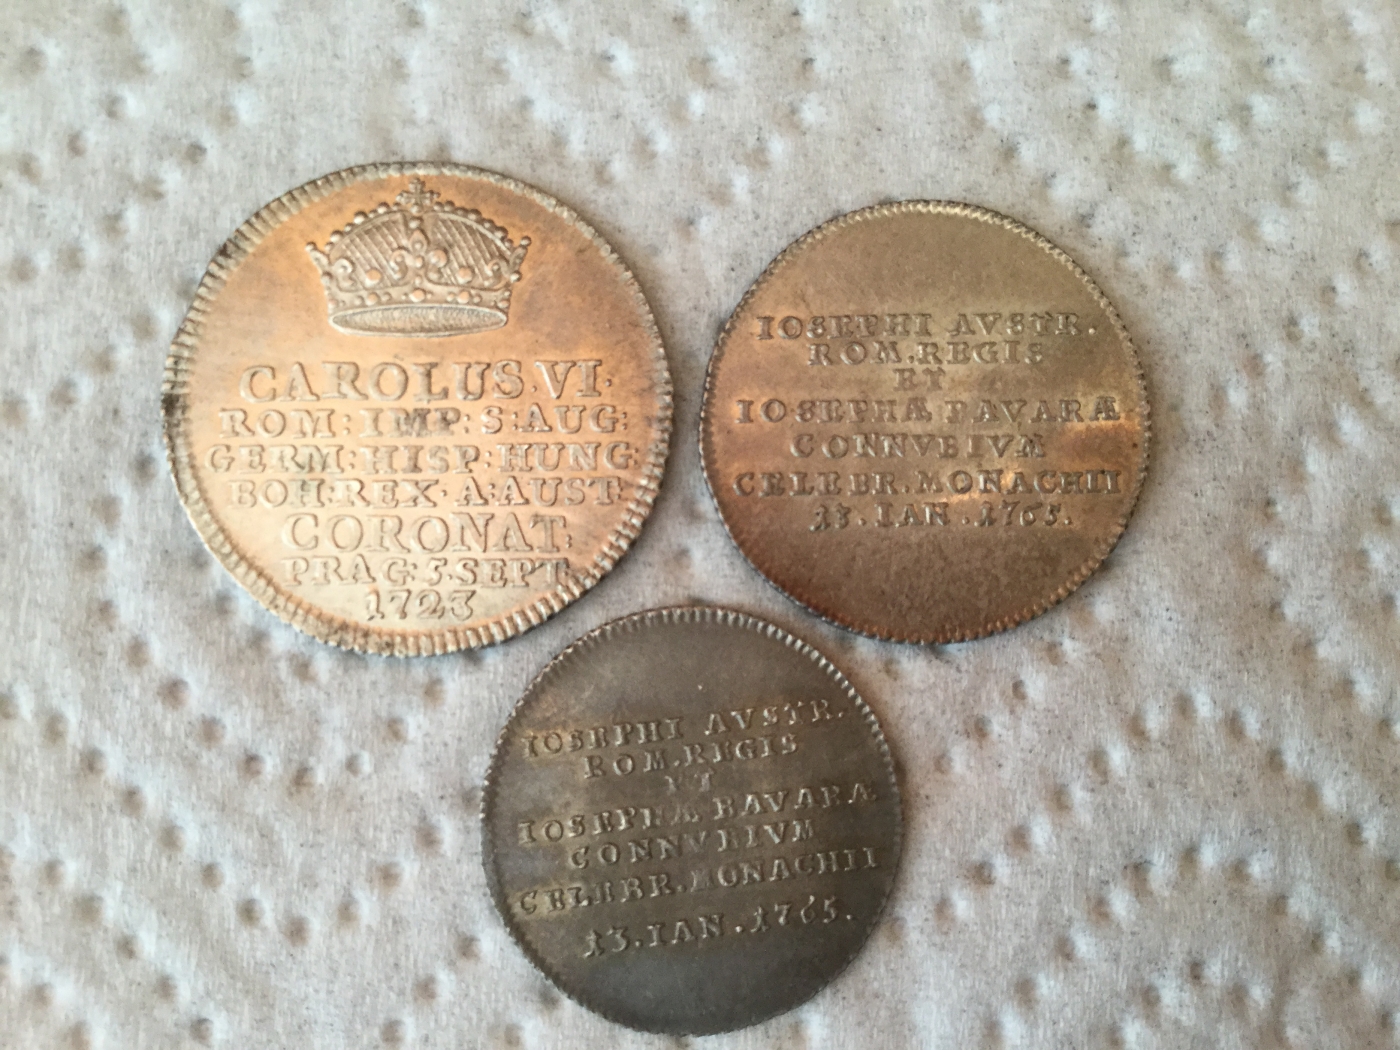 CAROLUS·VI·
ROM:IMP:S:AUG:
GERM:HISP:HUNG
BOH:REX·A:AUST·
CORONAT:
PRAG:5·SEPT:
1723
IOSEPHI AVSTR.
ROM.REGIS
ET
IOSEPHÆ BAVARÆ
CONNVBIVM
CELEBR.MONACHII
13.IAN.1765.
IOSEPHI AVSTR.
ROM.REGIS
ET
IOSEPHÆ BAVARÆ
CONNVBIVM
CELEBR.MONACHII
13.IAN.1765.